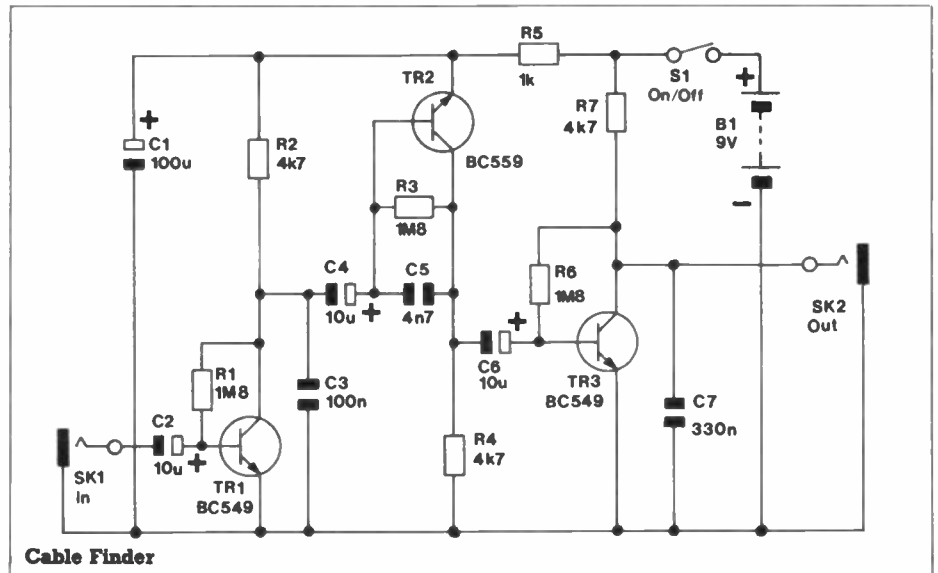 R5
1k
TR2
S1
On/Off
+
C1
100u
R2
4k7
R7
4k7
B1
9V
-
BC559
R3
1M8
C4
10u
+
C5
4n7
R6
1M8
SK2
Out
R1
1M8
C3
100n
C6
10u
+
TR3
BC549
C7
330n
C2
10u
+
SK1
In
TR1
BC549
R4
4k7
+
Cable Finder